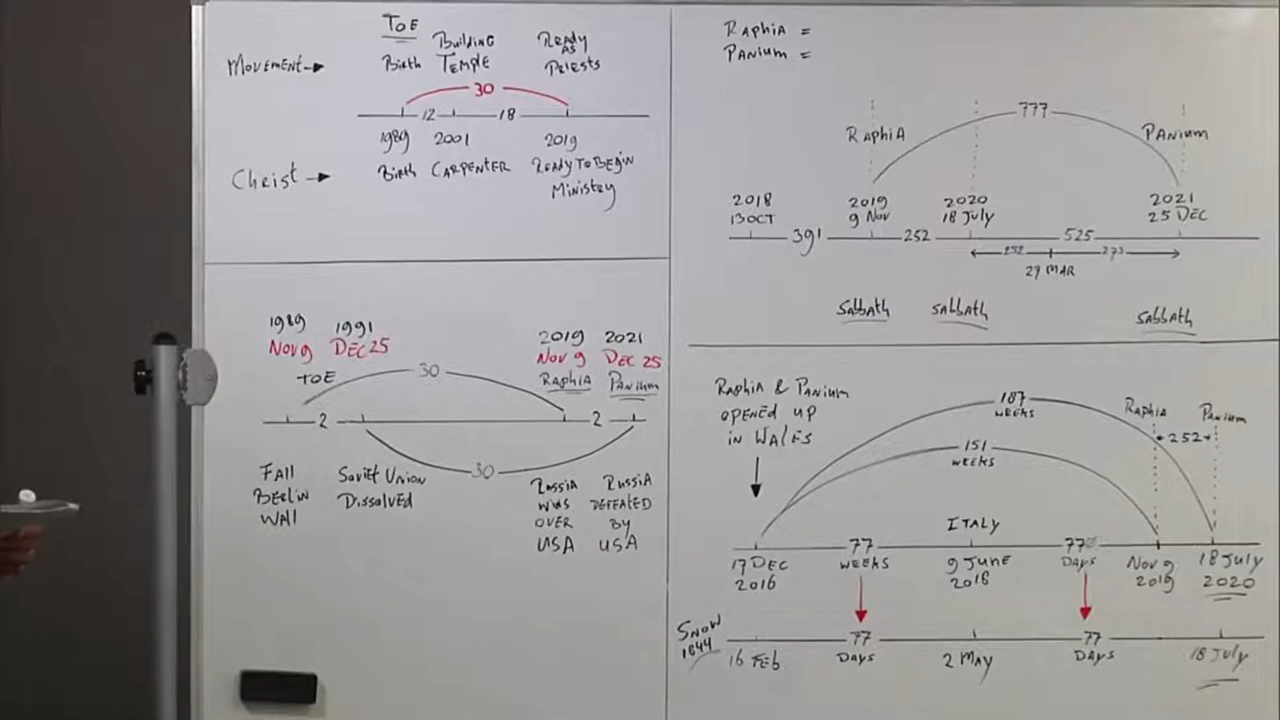 TOE
Building
Ready
AS
Movement
Birth
Temple
Priests
30
12
18
1989
2001
2019
Christ
Birth
CARPENTER
Ready To Begin
Ministry
1989
Nov 9
1991
DEC 25
2019
Nov 9
Raphia
2021
Dec 25
Panium
TOE
30
2
2
30
Fall
Berlin
Wall
Soviet Union
Dissolved
Russia
wins
over
USA
Russia
Defeated
By
USA
Raphia =
Panium =
777
Raphia
Panium
2018
13 OCT
2019
9 Nov
2020
18 July
2021
25 DEC
391
252
525
252
273
27 MAR
Sabbath
Sabbath
Sabbath
Raphia & Panium
opened up
in Wales
187
weeks
151
weeks
Raphia
Panium
252
ITALY
17 DEC
2016
77
weeks
9 June
2018
77
Days
Nov 9
2019
18 July
2020
Snow
1844
16 Feb
77
Days
2 May
77
Days
18 July